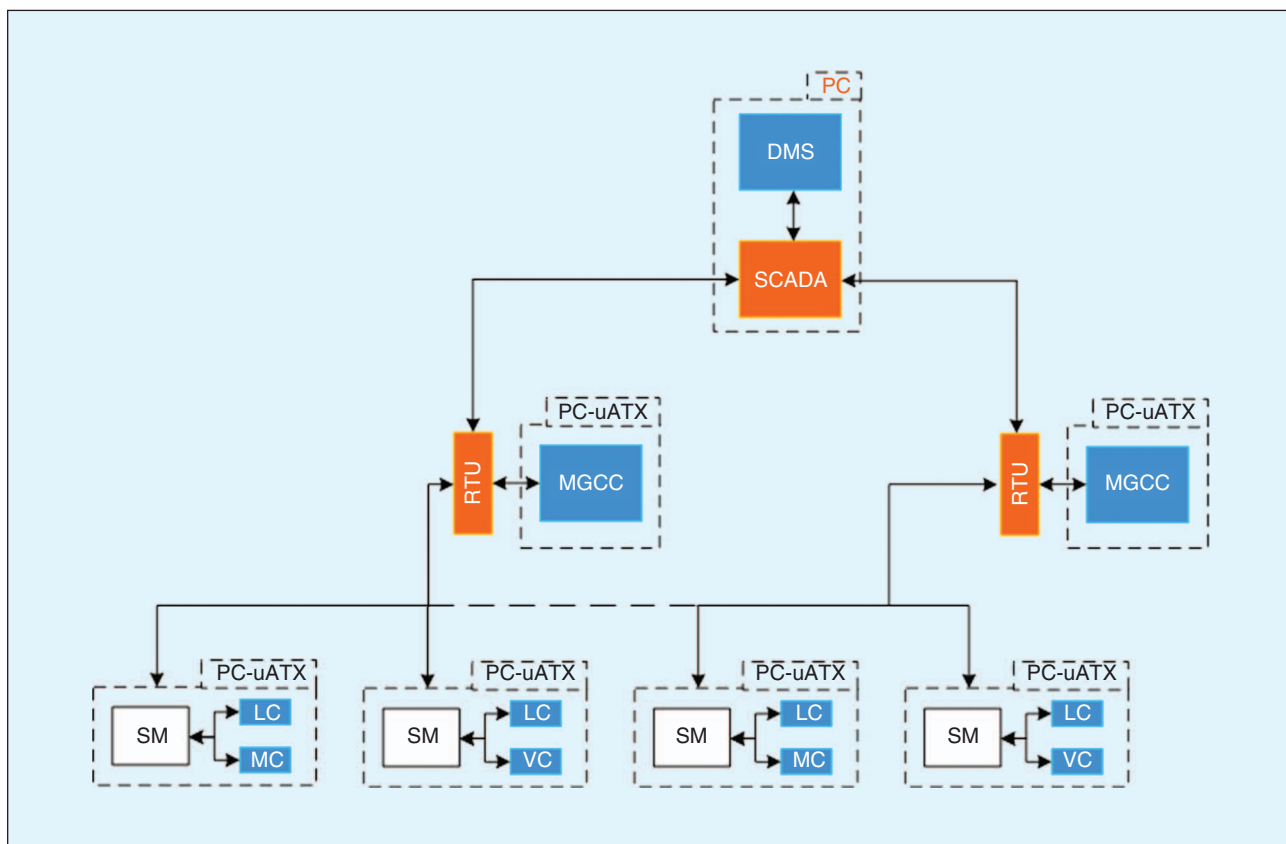 PC
DMS
SCADA
PC-uATX
RTU
MGCC
PC-uATX
RTU
MGCC
PC-uATX
SM
LC
MC
PC-uATX
SM
LC
VC
PC-uATX
SM
LC
MC
PC-uATX
SM
LC
VC